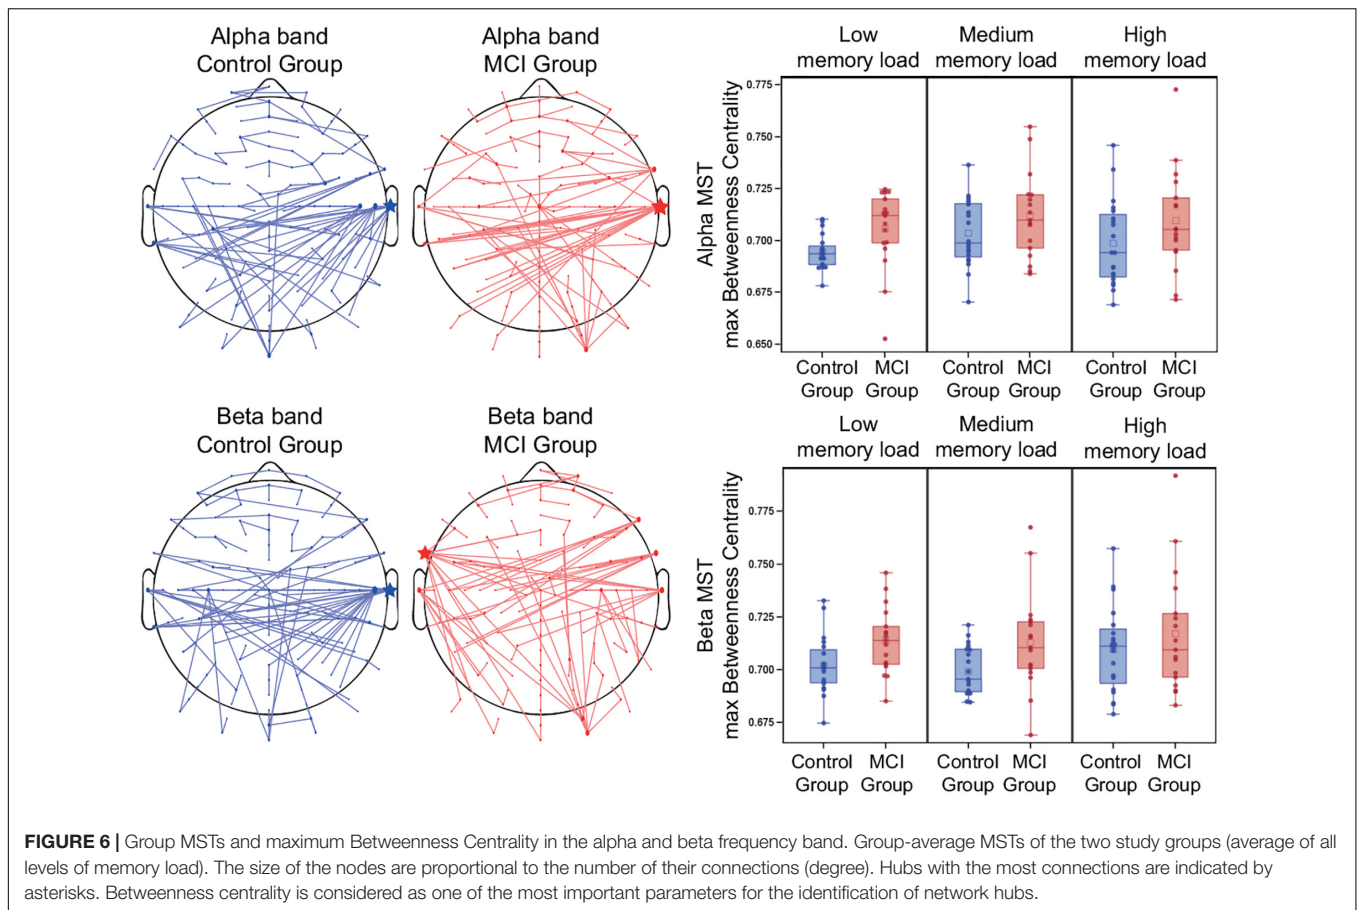 Alpha band
Control Group
Alpha band
MCI Group
Low
memory load
Medium
memory load
High
memory load
Alpha MST
max Betweenness Centrality
0.775
0.750
0.725
0.700
0.675
0.650
Control
Group
MCI
Group
Control
Group
MCI
Group
Control
Group
MCI
Group
Beta band
Control Group
Beta band
MCI Group
Low
memory load
Medium
memory load
High
memory load
Beta MST
max Betweenness Centrality
0.775
0.750
0.725
0.700
0.675
Control
Group
MCI
Group
Control
Group
MCI
Group
Control
Group
MCI
Group
FIGURE 6 | Group MSTs and maximum Betweenness Centrality in the alpha and beta frequency band. Group-average MSTs of the two study groups (average of all
levels of memory load). The size of the nodes are proportional to the number of their connections (degree). Hubs with the most connections are indicated by
asterisks. Betweenness centrality is considered as one of the most important parameters for the identification of network hubs.